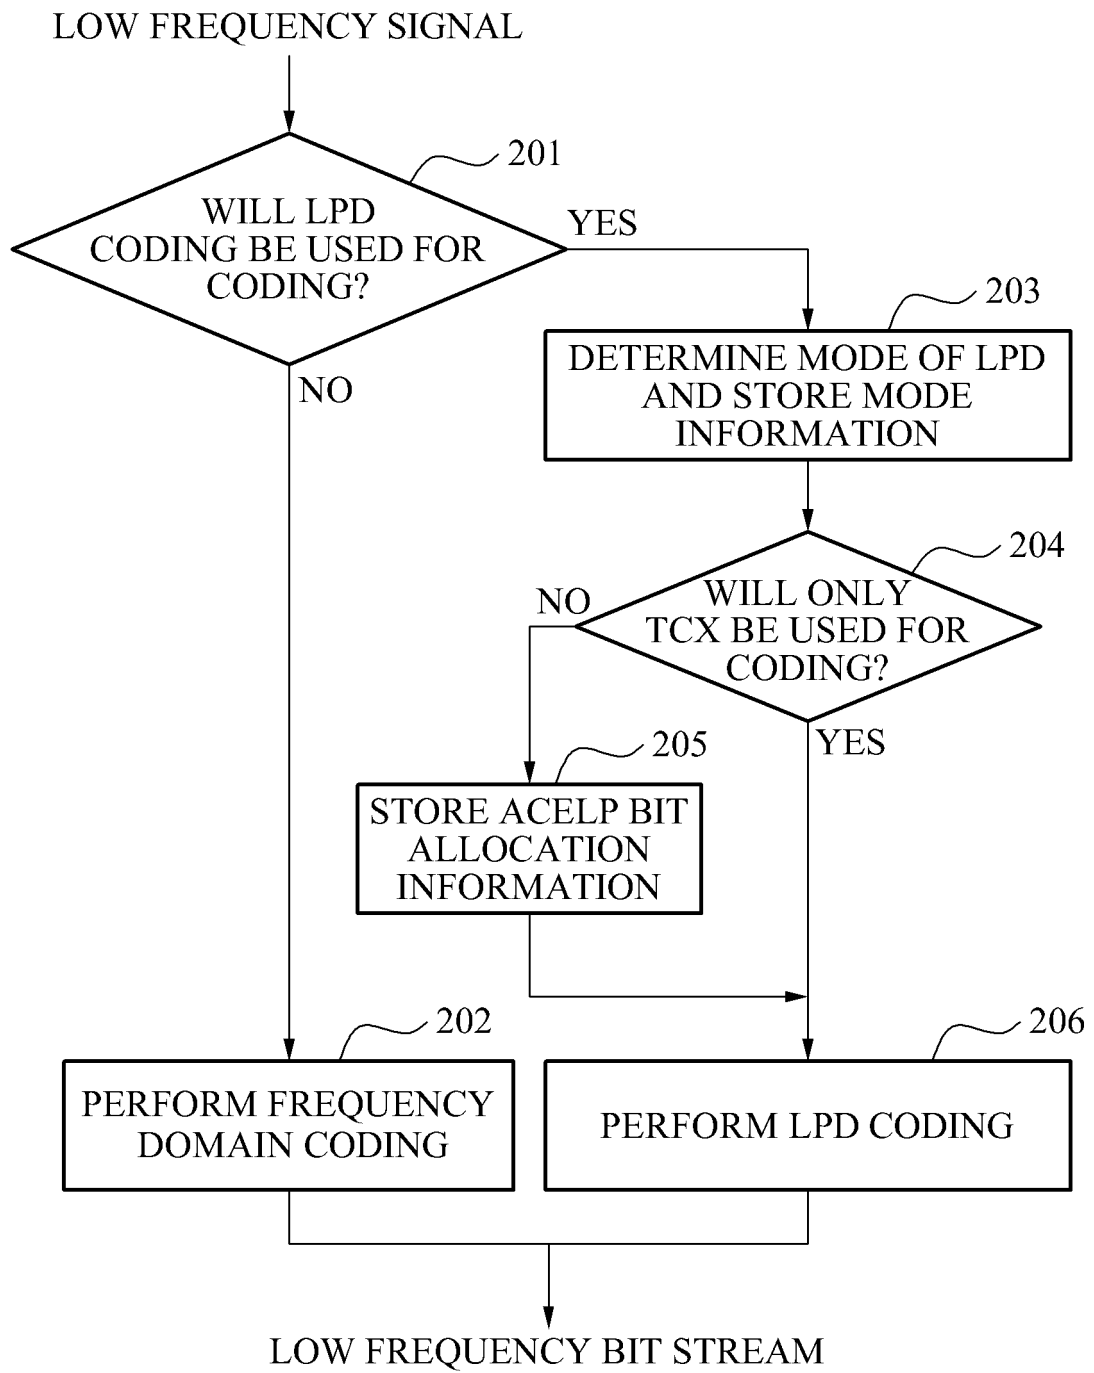 LOW FREQUENCY SIGNAL
201
WILL LPD
CODING BE USED FOR
CODING?
YES
NO
203
DETERMINE MODE OF LPD
AND STORE MODE
INFORMATION
204
WILL ONLY
TCX BE USED FOR
CODING?
NO
YES
205
STORE ACELP BIT
ALLOCATION
INFORMATION
202
PERFORM FREQUENCY
DOMAIN CODING
206
PERFORM LPD CODING
LOW FREQUENCY BIT STREAM